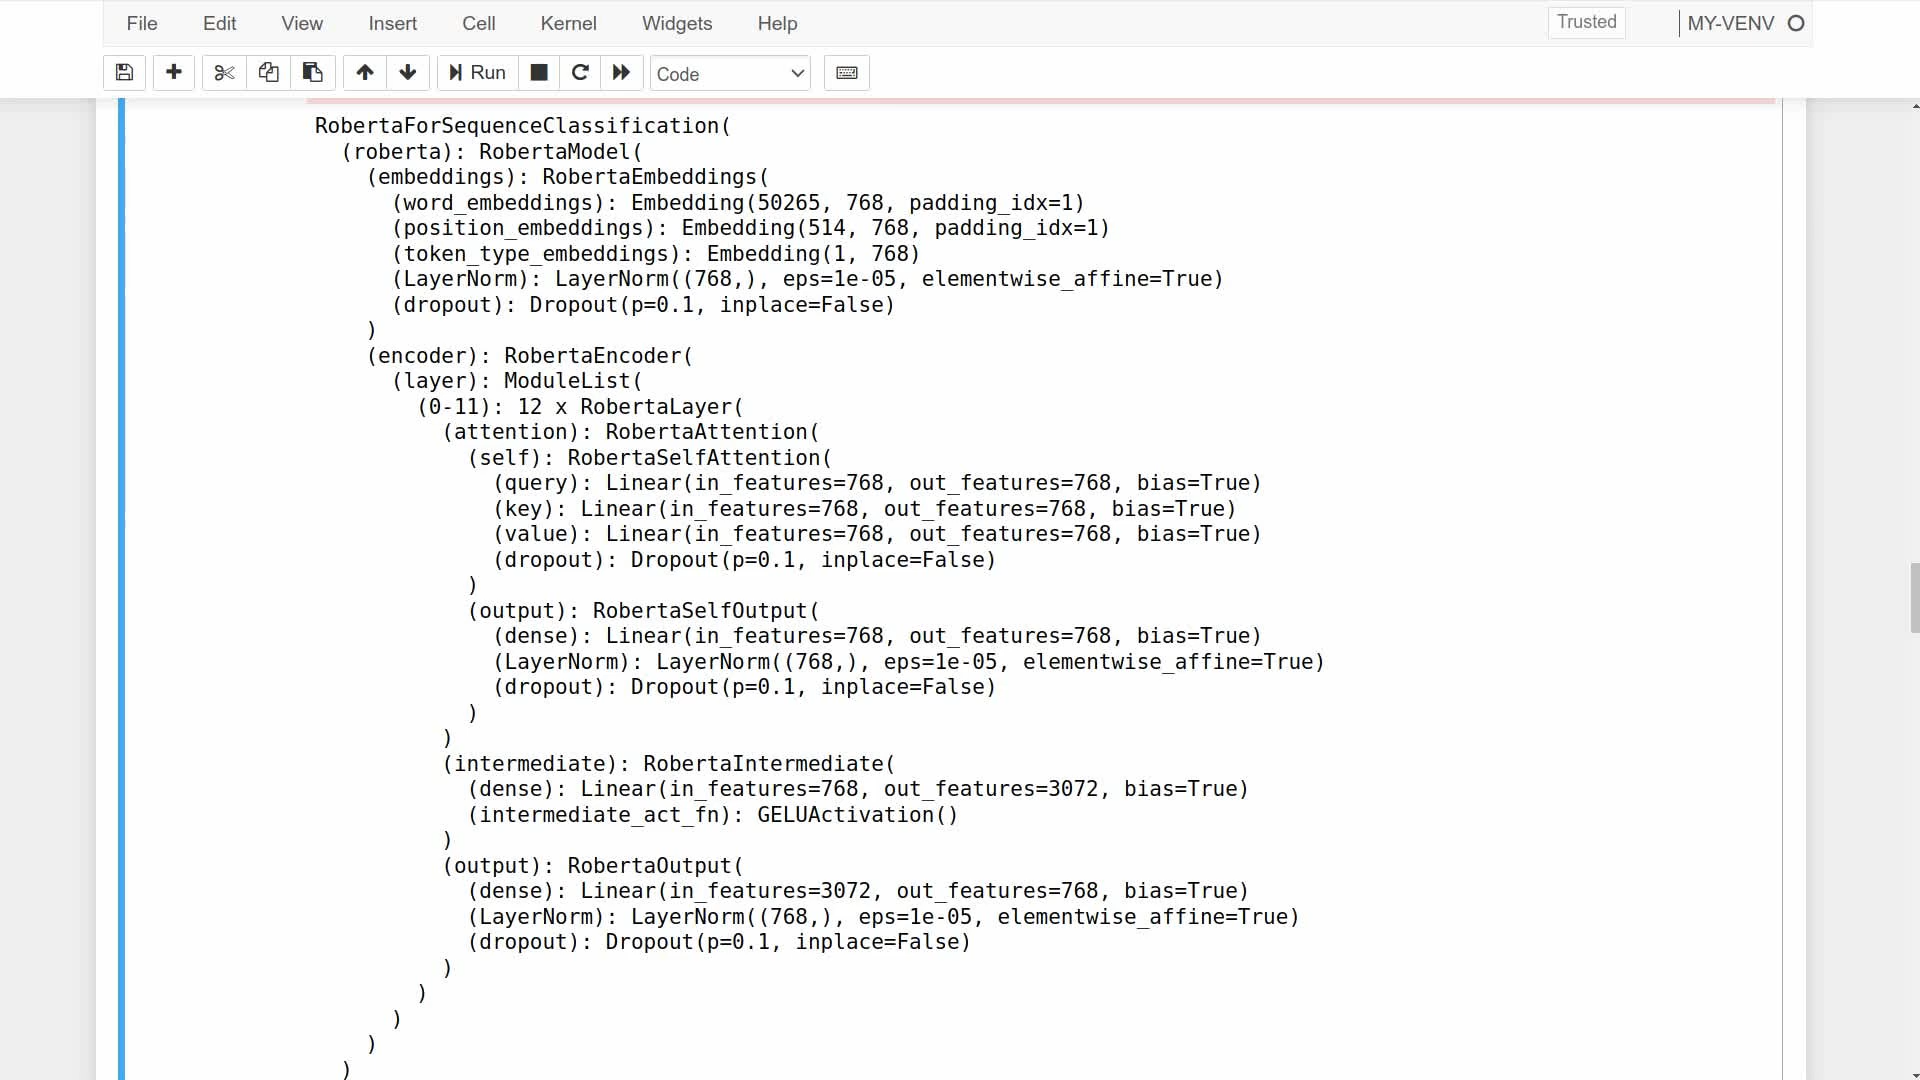 File Edit View Insert Cell Kernel Widgets Help Trusted MY-VENV
Run Code
RobertaForSequenceClassification(
  (roberta): RobertaModel(
    (embeddings): RobertaEmbeddings(
      (word_embeddings): Embedding(50265, 768, padding_idx=1)
      (position_embeddings): Embedding(514, 768, padding_idx=1)
      (token_type_embeddings): Embedding(1, 768)
      (LayerNorm): LayerNorm((768,), eps=1e-05, elementwise_affine=True)
      (dropout): Dropout(p=0.1, inplace=False)
    )
    (encoder): RobertaEncoder(
      (layer): ModuleList(
        (0-11): 12 x RobertaLayer(
          (attention): RobertaAttention(
            (self): RobertaSelfAttention(
              (query): Linear(in_features=768, out_features=768, bias=True)
              (key): Linear(in_features=768, out_features=768, bias=True)
              (value): Linear(in_features=768, out_features=768, bias=True)
              (dropout): Dropout(p=0.1, inplace=False)
            )
            (output): RobertaSelfOutput(
              (dense): Linear(in_features=768, out_features=768, bias=True)
              (LayerNorm): LayerNorm((768,), eps=1e-05, elementwise_affine=True)
              (dropout): Dropout(p=0.1, inplace=False)
            )
          )
          (intermediate): RobertaIntermediate(
            (dense): Linear(in_features=768, out_features=3072, bias=True)
            (intermediate_act_fn): GELUActivation()
          )
          (output): RobertaOutput(
            (dense): Linear(in_features=3072, out_features=768, bias=True)
            (LayerNorm): LayerNorm((768,), eps=1e-05, elementwise_affine=True)
            (dropout): Dropout(p=0.1, inplace=False)
          )
        )
      )
    )
  )